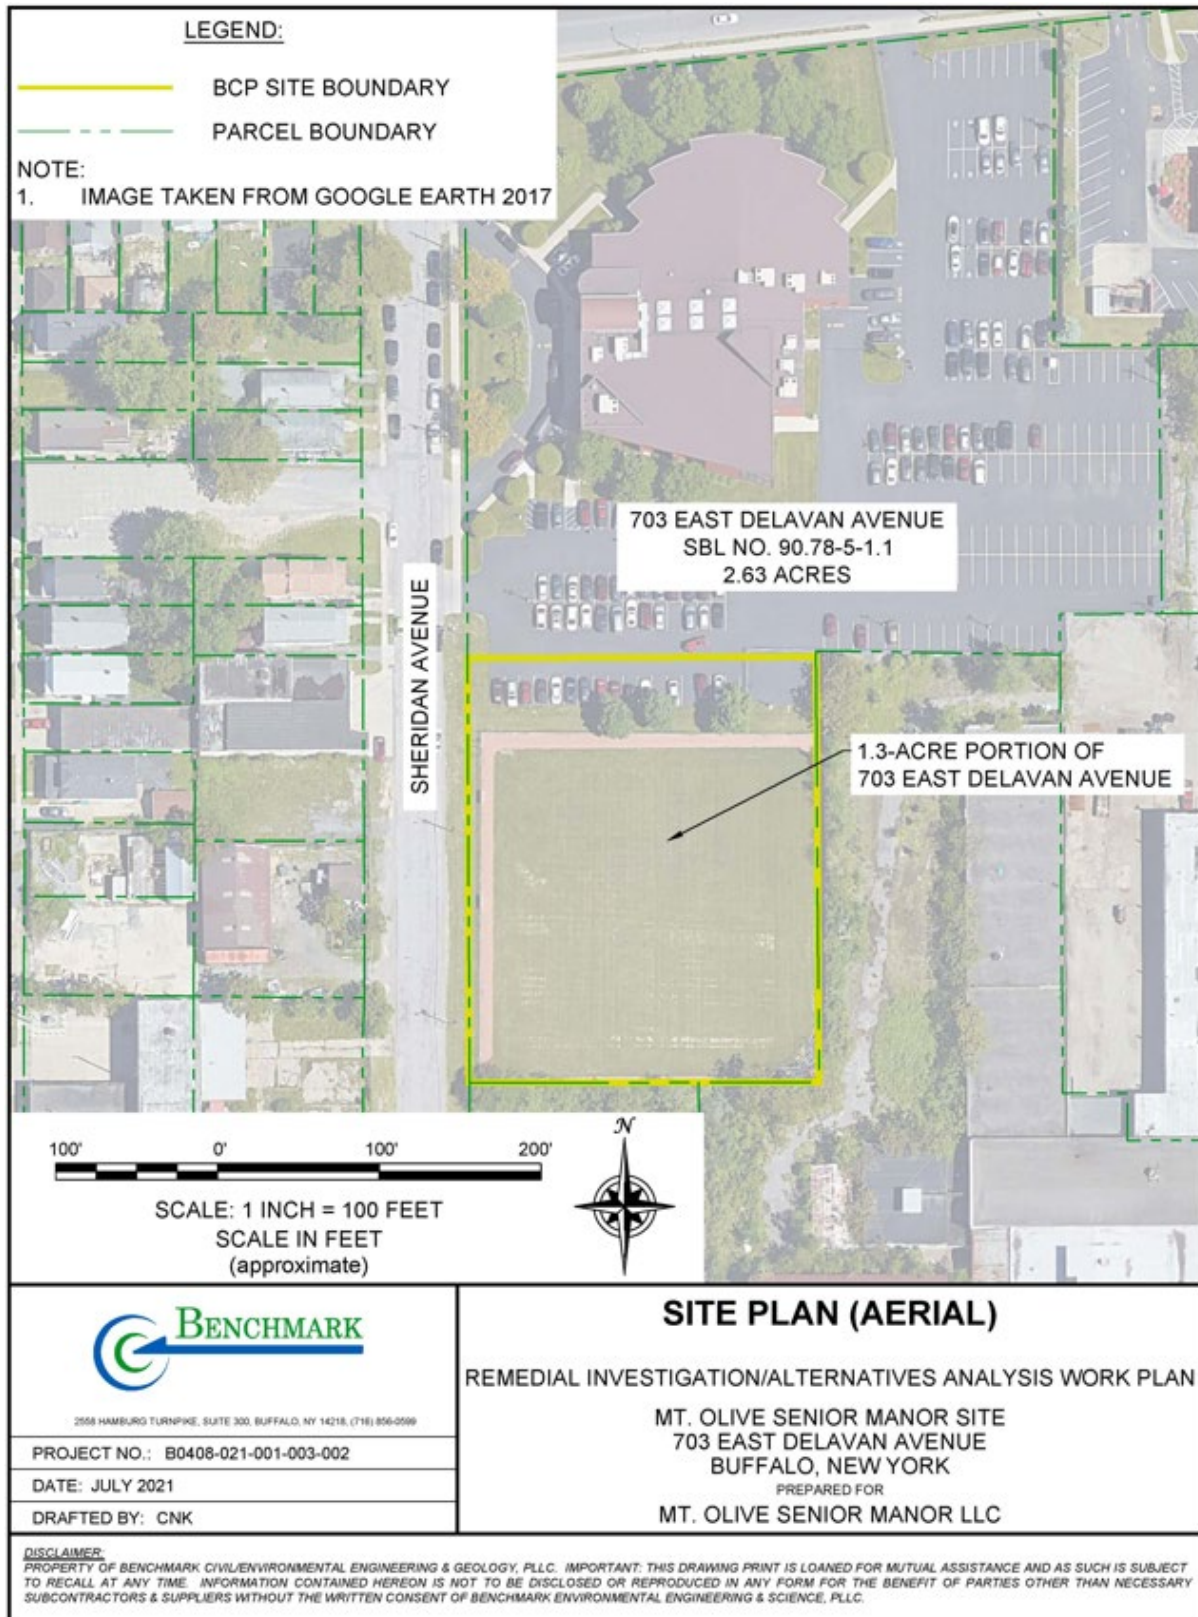 LEGEND:
BCP SITE BOUNDARY
PARCEL BOUNDARY
NOTE:
1. IMAGE TAKEN FROM GOOGLE EARTH 2017
703 EAST DELAVAN AVENUE
SBL NO. 90.78-5-1.1
2.63 ACRES
SHERIDAN AVENUE
1.3-ACRE PORTION OF
703 EAST DELAVAN AVENUE
100' 0' 100' 200'
SCALE: 1 INCH = 100 FEET
SCALE IN FEET
(approximate)
N
BENCHMARK
2558 HAMBURG TURNPIKE, SUITE 300, BUFFALO, NY 14218, (716) 856-0599
PROJECT NO.: B0408-021-001-003-002
DATE: JULY 2021
DRAFTED BY: CNK
SITE PLAN (AERIAL)
REMEDIAL INVESTIGATION/ALTERNATIVES ANALYSIS WORK PLAN
MT. OLIVE SENIOR MANOR SITE
703 EAST DELAVAN AVENUE
BUFFALO, NEW YORK
PREPARED FOR
MT. OLIVE SENIOR MANOR LLC
DISCLAIMER:
PROPERTY OF BENCHMARK CIVIL/ENVIRONMENTAL ENGINEERING & GEOLOGY, PLLC. IMPORTANT: THIS DRAWING PRINT IS LOANED FOR MUTUAL ASSISTANCE AND AS SUCH IS SUBJECT
TO RECALL AT ANY TIME. INFORMATION CONTAINED HEREON IS NOT TO BE DISCLOSED OR REPRODUCED IN ANY FORM FOR THE BENEFIT OF PARTIES OTHER THAN NECESSARY
SUBCONTRACTORS & SUPPLIERS WITHOUT THE WRITTEN CONSENT OF BENCHMARK ENVIRONMENTAL ENGINEERING & SCIENCE, PLLC.